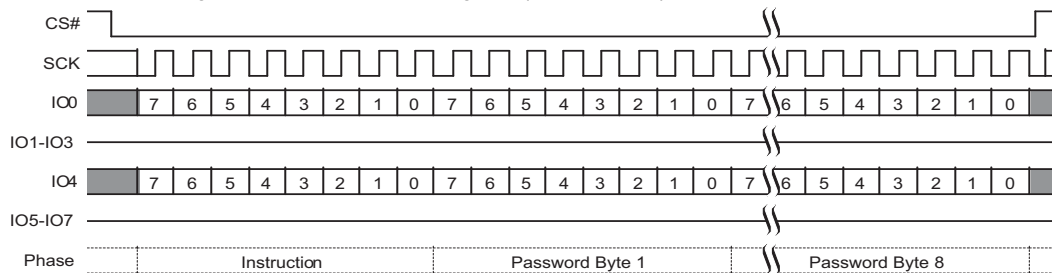 CS#
SCK
IO0 7 6 5 4 3 2 1 0 7 6 5 4 3 2 1 0 7 6 5 4 3 2 1 0
IO1-IO3
IO4 7 6 5 4 3 2 1 0 7 6 5 4 3 2 1 0 7 6 5 4 3 2 1 0
IO5-IO7
Phase Instruction Password Byte 1 Password Byte 8